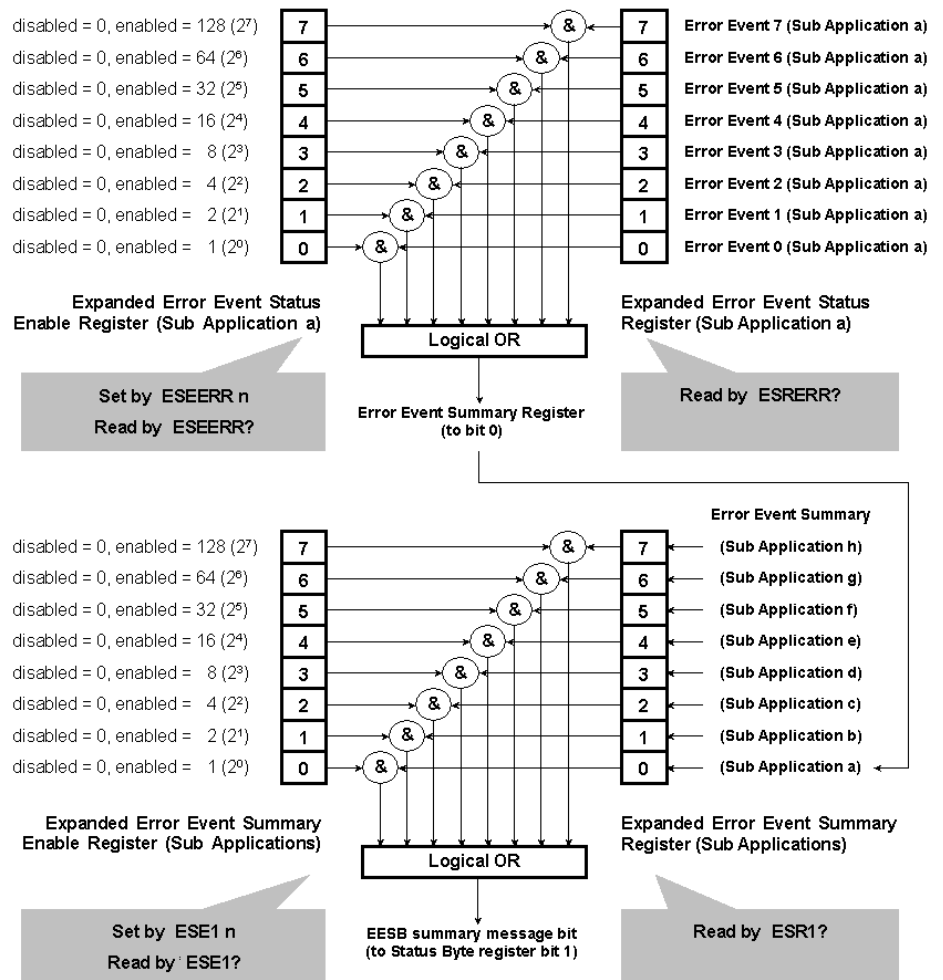 disabled = 0, enabled = 128 (2⁷) 7 & 7 Error Event 7 (Sub Application a)
disabled = 0, enabled = 64 (2⁶) 6 & 6 Error Event 6 (Sub Application a)
disabled = 0, enabled = 32 (2⁵) 5 & 5 Error Event 5 (Sub Application a)
disabled = 0, enabled = 16 (2⁴) 4 & 4 Error Event 4 (Sub Application a)
disabled = 0, enabled = 8 (2³) 3 & 3 Error Event 3 (Sub Application a)
disabled = 0, enabled = 4 (2²) 2 & 2 Error Event 2 (Sub Application a)
disabled = 0, enabled = 2 (2¹) 1 & 1 Error Event 1 (Sub Application a)
disabled = 0, enabled = 1 (2⁰) 0 & 0 Error Event 0 (Sub Application a)
Expanded Error Event Status
Enable Register (Sub Application a)
Expanded Error Event Status
Register (Sub Application a)
Logical OR
Set by ESEERR n
Read by ESEERR?
Read by ESRERR?
Error Event Summary Register
(to bit 0)
Error Event Summary
disabled = 0, enabled = 128 (2⁷) 7 & 7 (Sub Application h)
disabled = 0, enabled = 64 (2⁶) 6 & 6 (Sub Application g)
disabled = 0, enabled = 32 (2⁵) 5 & 5 (Sub Application f)
disabled = 0, enabled = 16 (2⁴) 4 & 4 (Sub Application e)
disabled = 0, enabled = 8 (2³) 3 & 3 (Sub Application d)
disabled = 0, enabled = 4 (2²) 2 & 2 (Sub Application c)
disabled = 0, enabled = 2 (2¹) 1 & 1 (Sub Application b)
disabled = 0, enabled = 1 (2⁰) 0 & 0 (Sub Application a)
Expanded Error Event Summary
Enable Register (Sub Applications)
Expanded Error Event Summary
Register (Sub Applications)
Logical OR
Set by ESE1 n
Read by ESE1?
EESB summary message bit
(to Status Byte register bit 1)
Read by ESR1?